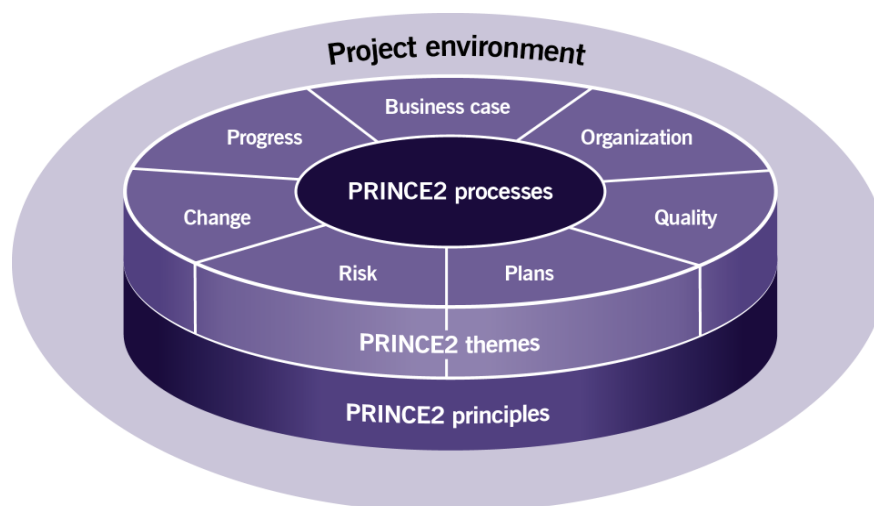 Project environment
Business case
Progress
Organization
PRINCE2 processes
Change
Quality
Risk
Plans
PRINCE2 themes
PRINCE2 principles